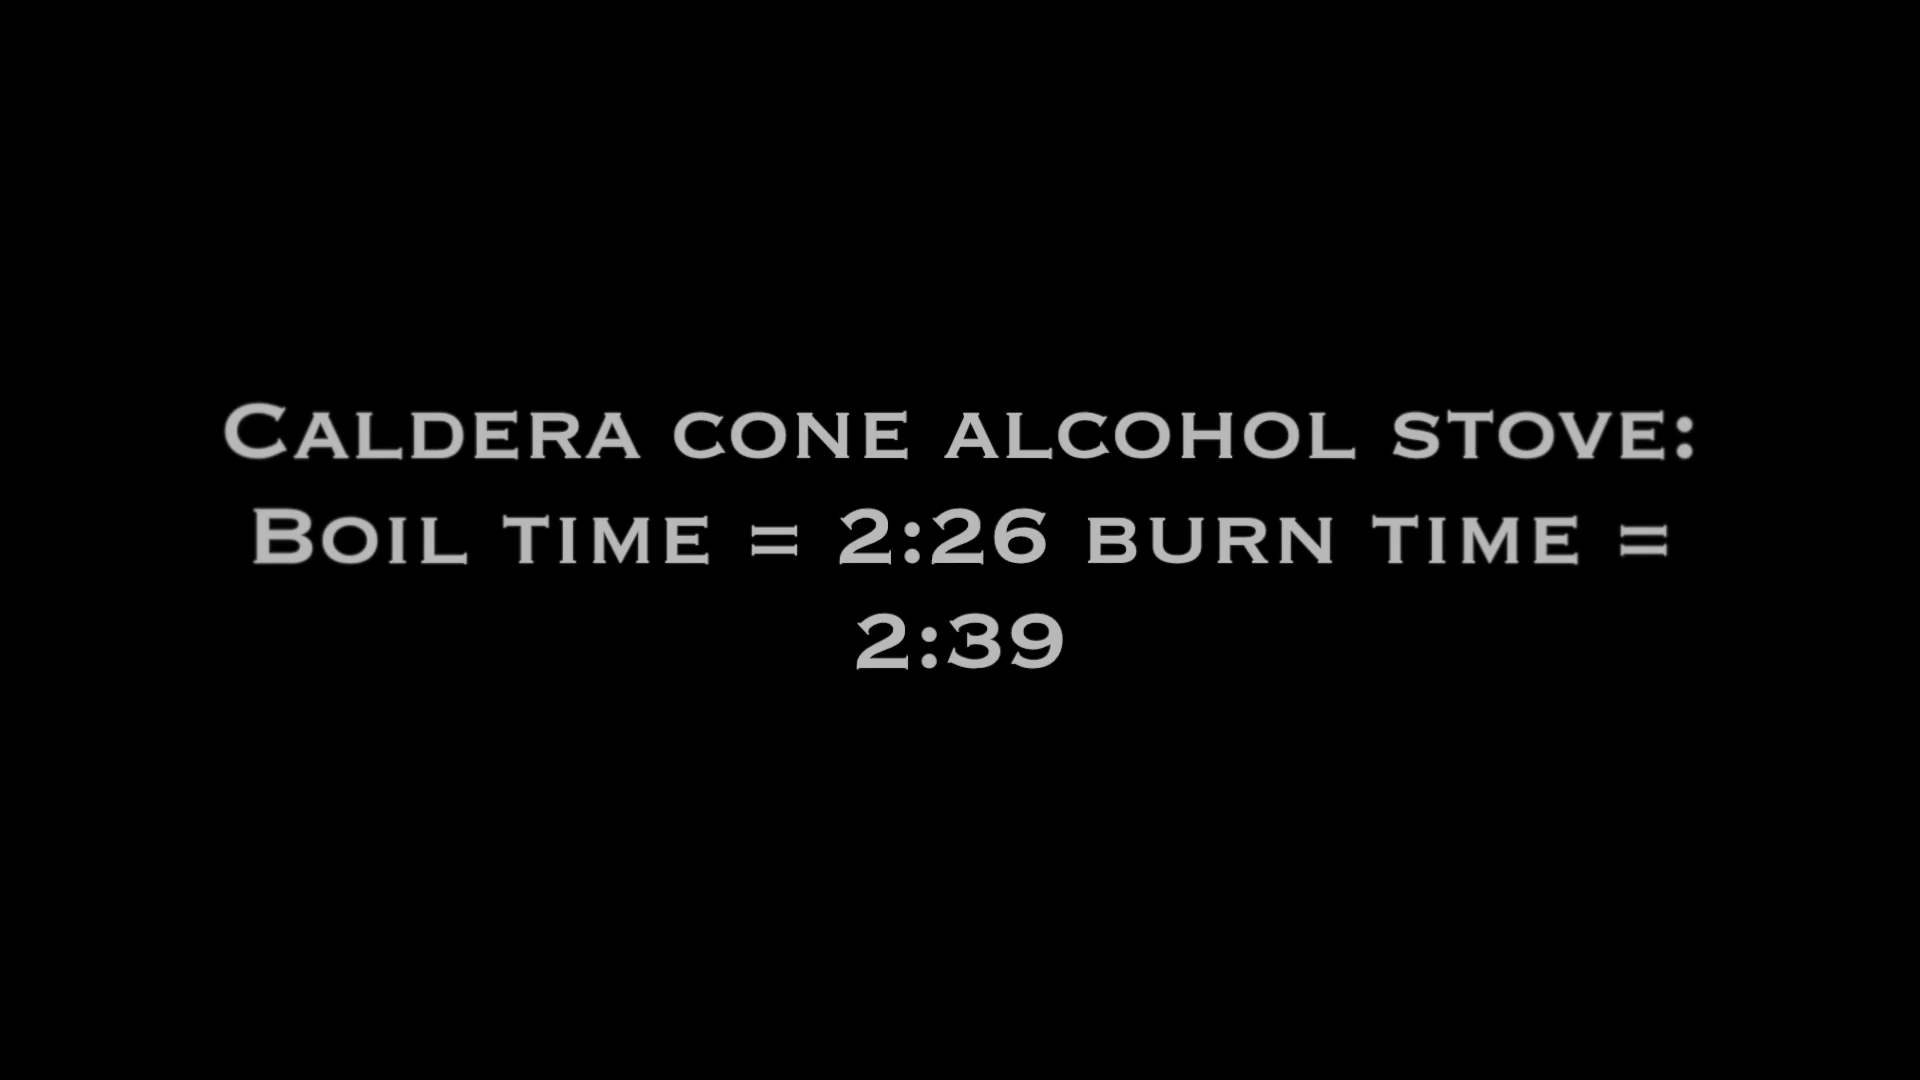 Caldera cone alcohol stove:
Boil time = 2:26 burn time =
2:39